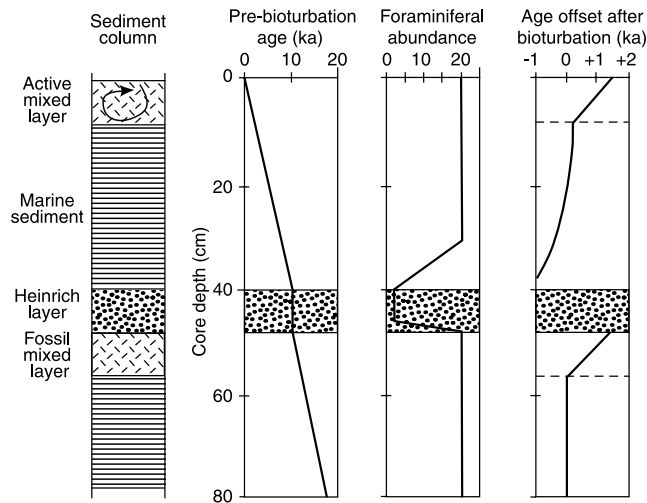 Sediment
column
Pre-bioturbation
age (ka)
Foraminiferal
abundance
Age offset after
bioturbation (ka)
0 10 20
0 10 20
-1 0 +1 +2
Active
mixed
layer
Marine
sediment
Heinrich
layer
Fossil
mixed
layer
Core depth (cm)
0
20
40
60
80